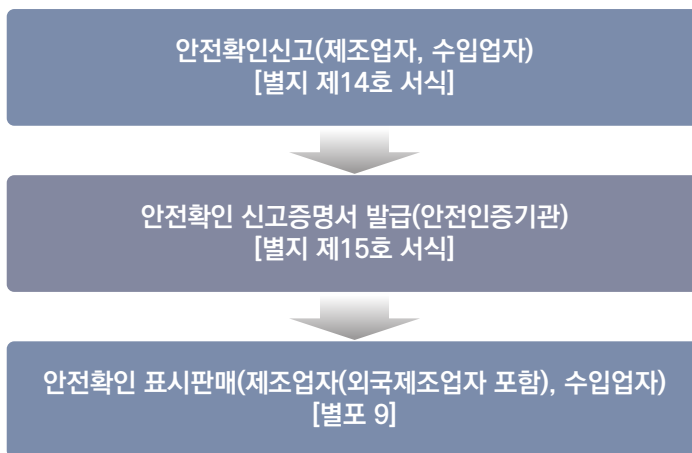 안전확인신고(제조업자, 수입업자)
[별지 제14호 서식]
안전확인 신고증명서 발급(안전인증기관)
[별지 제15호 서식]
안전확인 표시판매(제조업자(외국제조업자 포함), 수입업자)
[별포 9]